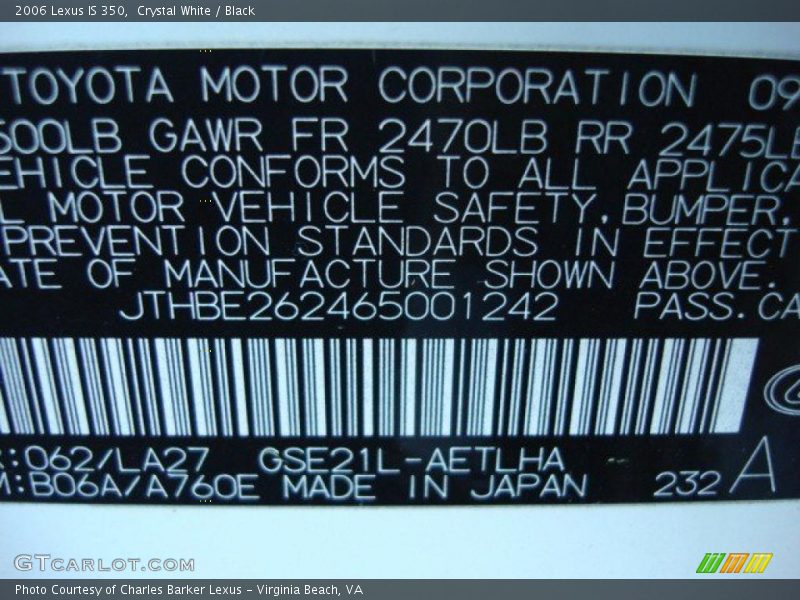 2006 Lexus IS 350,  Crystal White / Black
TOYOTA MOTOR CORPORATION 09
500LB GAWR FR 2470LB RR 2475LB
EHICLE CONFORMS TO ALL APPLICA
L MOTOR VEHICLE SAFETY, BUMPER,
PREVENTION STANDARDS IN EFFECT
ATE OF MANUFACTURE SHOWN ABOVE.
JTHBE262465001242 PASS. CA
:062/LA27 GSE21L-AETLHA
M:B06A/A760E MADE IN JAPAN 232 A
GTCARLOT.COM
Photo Courtesy of Charles Barker Lexus - Virginia Beach, VA